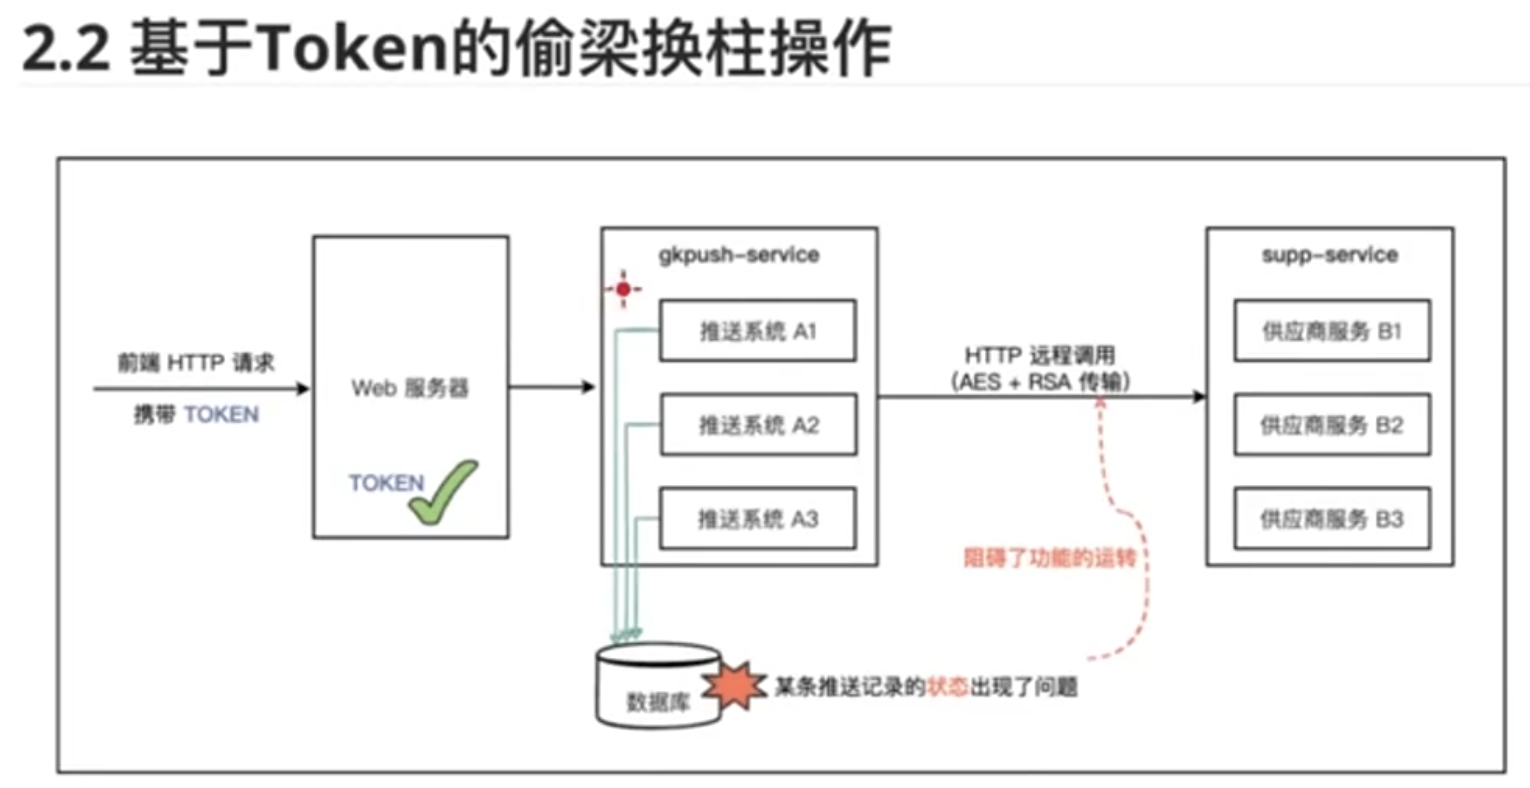 2.2 基于Token的偷梁换柱操作
前端 HTTP 请求
携带 TOKEN
Web 服务器
TOKEN
gkpush-service
推送系统 A1
推送系统 A2
推送系统 A3
HTTP 远程调用
(AES + RSA 传输)
supp-service
供应商服务 B1
供应商服务 B2
供应商服务 B3
阻碍了功能的运转
数据库
某条推送记录的状态出现了问题